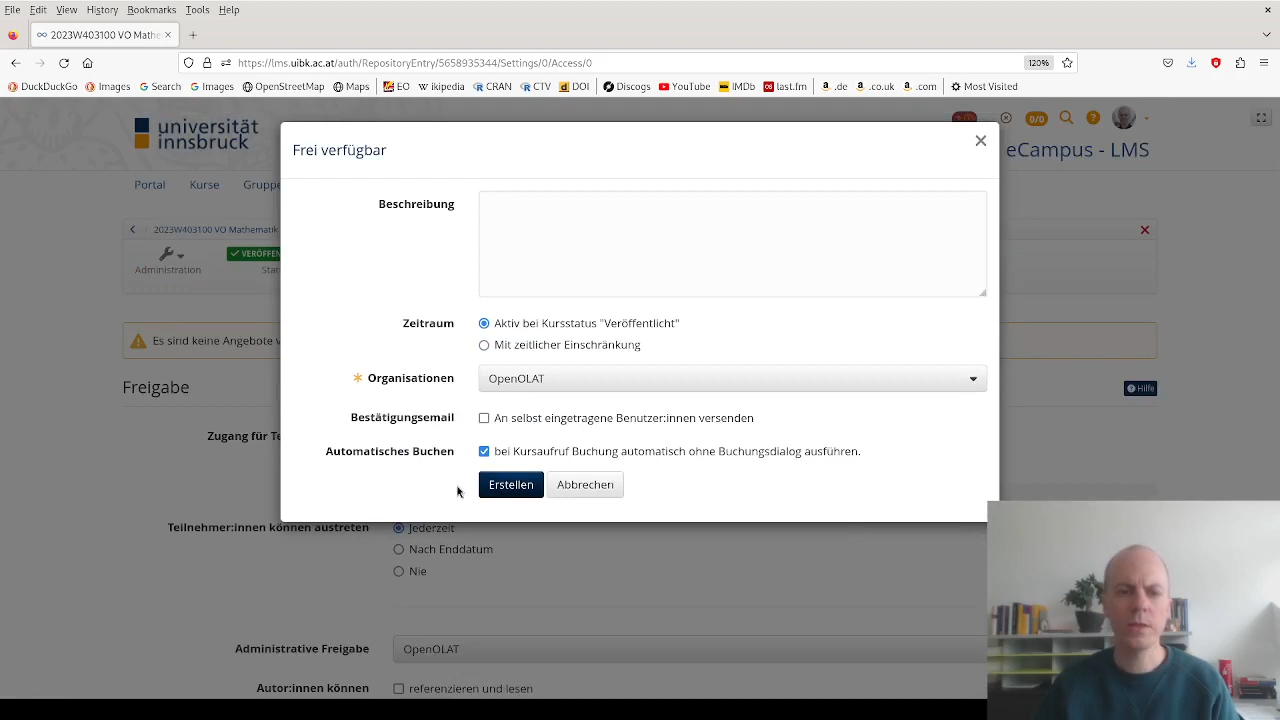 File Edit View History Bookmarks Tools Help
2023W403100 VO Mathe
https://lms.uibk.ac.at/auth/RepositoryEntry/5658935344/Settings/0/Access/0
120%
DuckDuckGo Images Search Images OpenStreetMap Maps EO wikipedia CRAN CTV DOI Discogs YouTube IMDb last.fm .de .co.uk .com Most Visited
universität
innsbruck
0/0
eCampus - LMS
Portal Kurse Gruppe
2023W403100 VO Mathematik
Administration
VERÖFFEN
Stat
Es sind keine Angebote v
Freigabe
Hilfe
Zugang für Te
Frei verfügbar
Beschreibung
Zeitraum
Aktiv bei Kursstatus "Veröffentlicht"
Mit zeitlicher Einschränkung
Organisationen OpenOLAT
Bestätigungsemail An selbst eingetragene Benutzer:innen versenden
Automatisches Buchen bei Kursaufruf Buchung automatisch ohne Buchungsdialog ausführen.
Erstellen Abbrechen
Teilnehmer:innen können austreten Jederzeit
Nach Enddatum
Nie
Administrative Freigabe OpenOLAT
Autor:innen können referenzieren und lesen